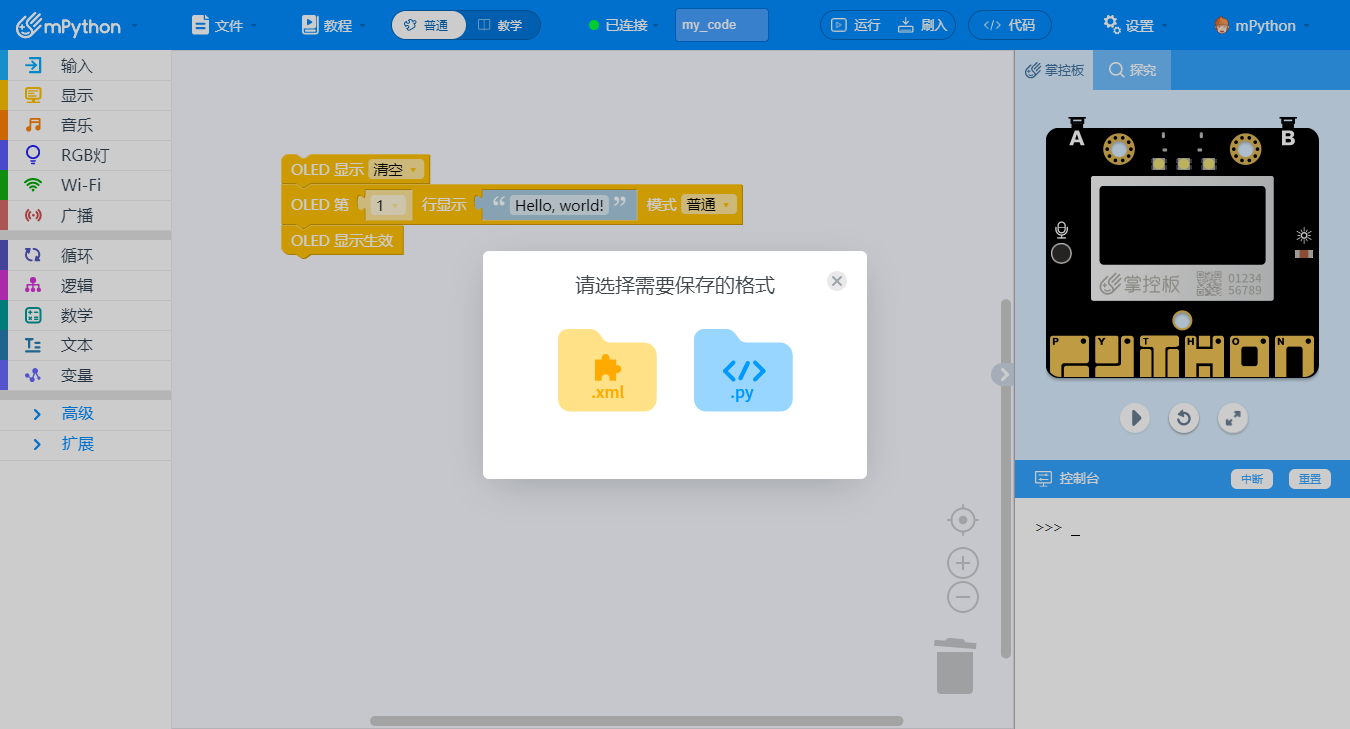 mPython 文件 教程 普通 教学 已连接 my_code 运行 刷入 代码 设置 mPython
输入
显示
音乐
RGB灯
Wi-Fi
广播
循环
逻辑
数学
文本
变量
高级
扩展
OLED 显示 清空
OLED 第 1 行显示 “ Hello, world! ” 模式 普通
OLED 显示生效
请选择需要保存的格式
.xml
.py
掌控板 探究
A B
掌控板
01234
56789
P Y T H O N
PYTHON
控制台 中断 重置
>>> _